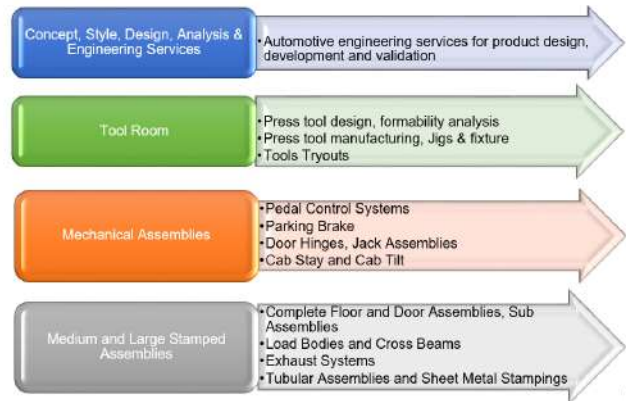 Concept, Style, Design, Analysis &
Engineering Services
•Automotive engineering services for product design,
development and validation
Tool Room
•Press tool design, formability analysis
•Press tool manufacturing, Jigs & fixture
•Tools Tryouts
Mechanical Assemblies
•Pedal Control Systems
•Parking Brake
•Door Hinges, Jack Assemblies
•Cab Stay and Cab Tilt
Medium and Large Stamped
Assemblies
•Complete Floor and Door Assemblies, Sub
Assemblies
•Load Bodies and Cross Beams
•Exhaust Systems
•Tubular Assemblies and Sheet Metal Stampings